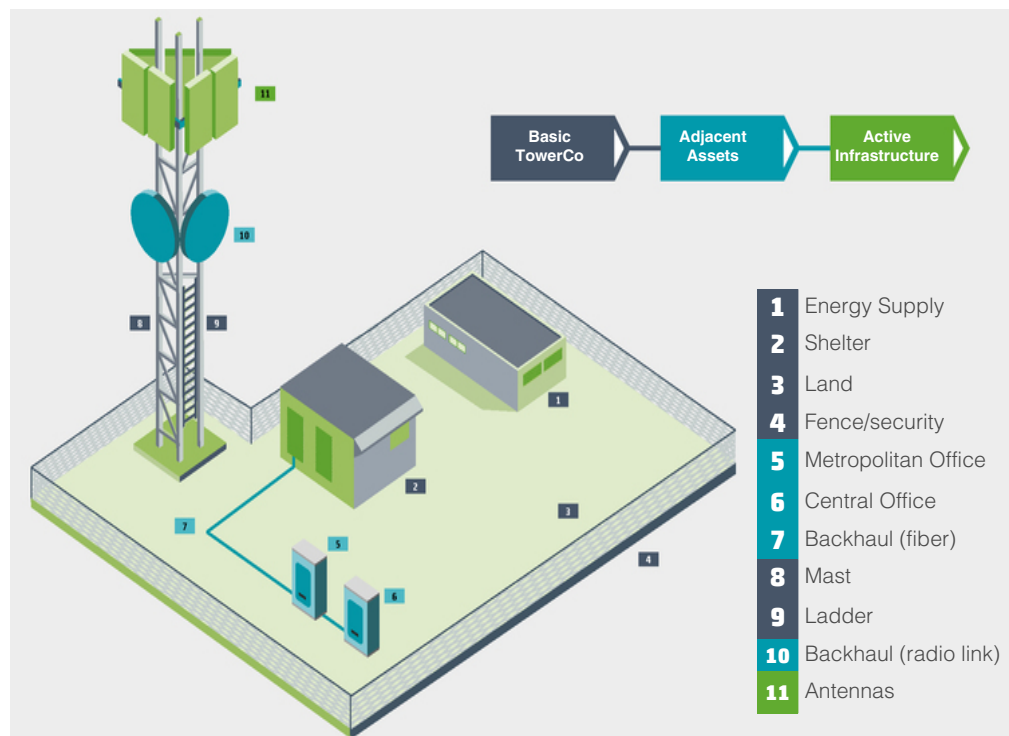 11
10
8
9
1
2
3
4
7
5
6
Basic
TowerCo
Adjacent
Assets
Active
Infrastructure
1 Energy Supply
2 Shelter
3 Land
4 Fence/security
5 Metropolitan Office
6 Central Office
7 Backhaul (fiber)
8 Mast
9 Ladder
10 Backhaul (radio link)
11 Antennas